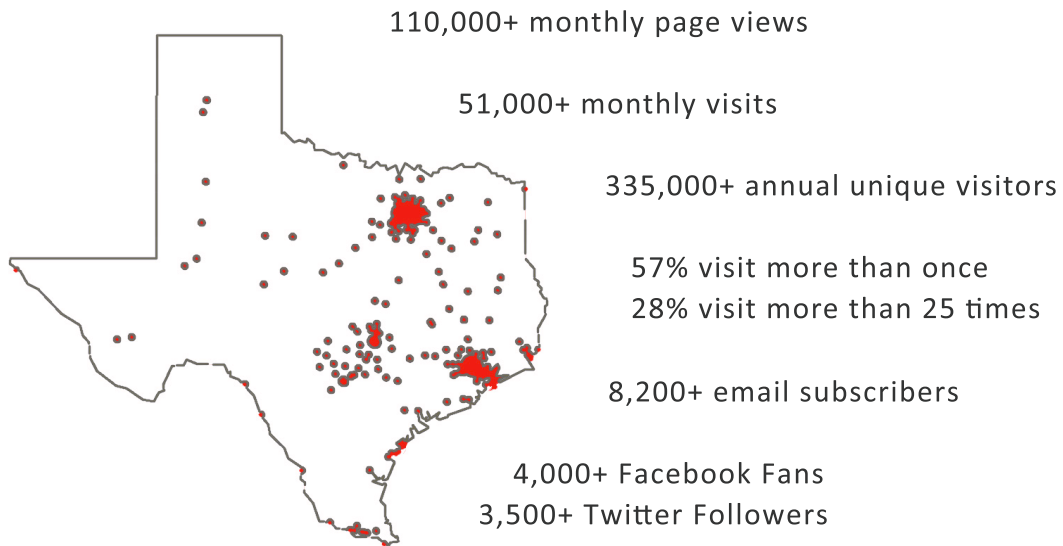 110,000+ monthly page views
51,000+ monthly visits
335,000+ annual unique visitors
57% visit more than once
28% visit more than 25 times
8,200+ email subscribers
4,000+ Facebook Fans
3,500+ Twitter Followers